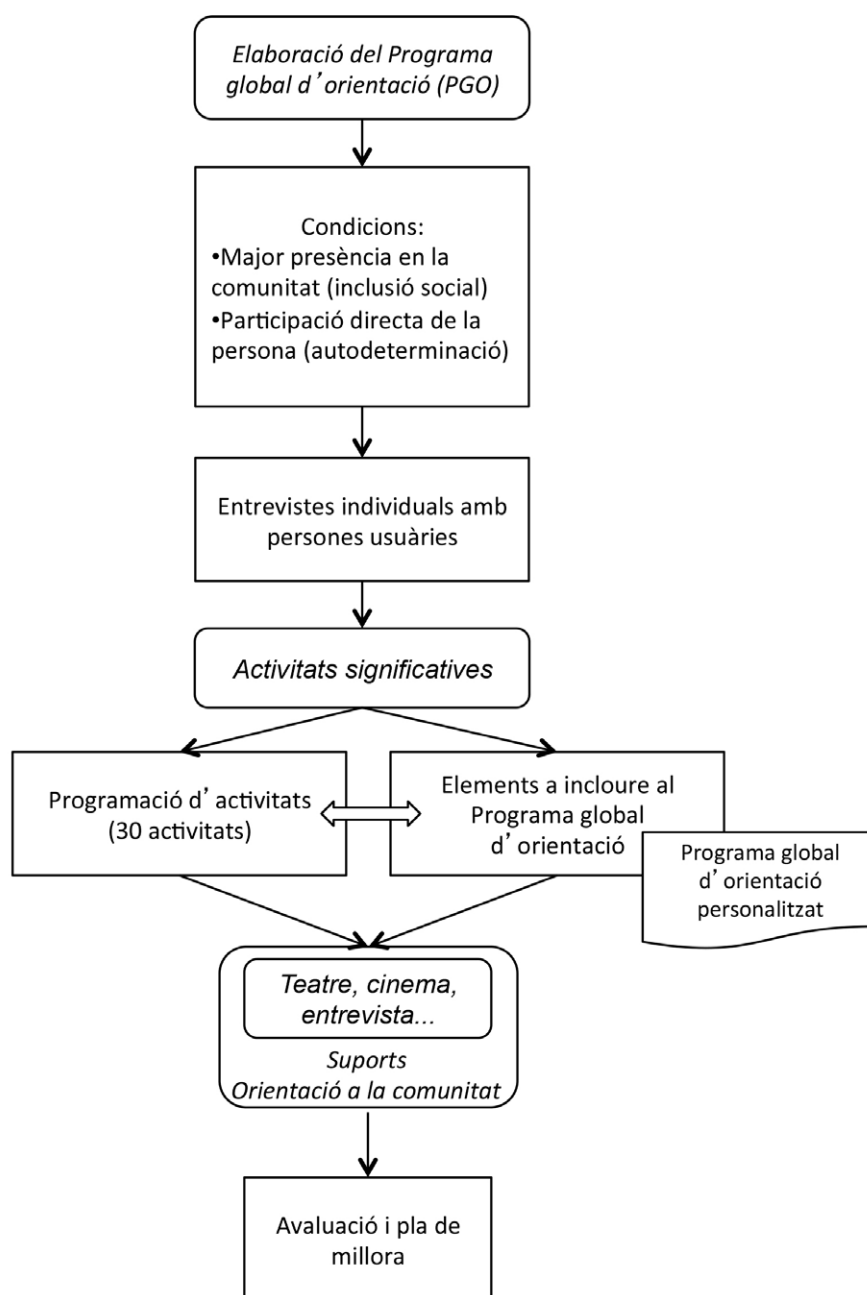 Elaboració del Programa
global d’orientació (PGO)
Condicions:
•Major presència en la
comunitat (inclusió social)
•Participació directa de la
persona (autodeterminació)
Entrevistes individuals amb
persones usuàries
Activitats significatives
Programació d’activitats
(30 activitats)
Elements a incloure al
Programa global
d’orientació
Programa global
d’orientació
personalitzat
Teatre, cinema,
entrevista...
Suports
Orientació a la comunitat
Avaluació i pla de
millora